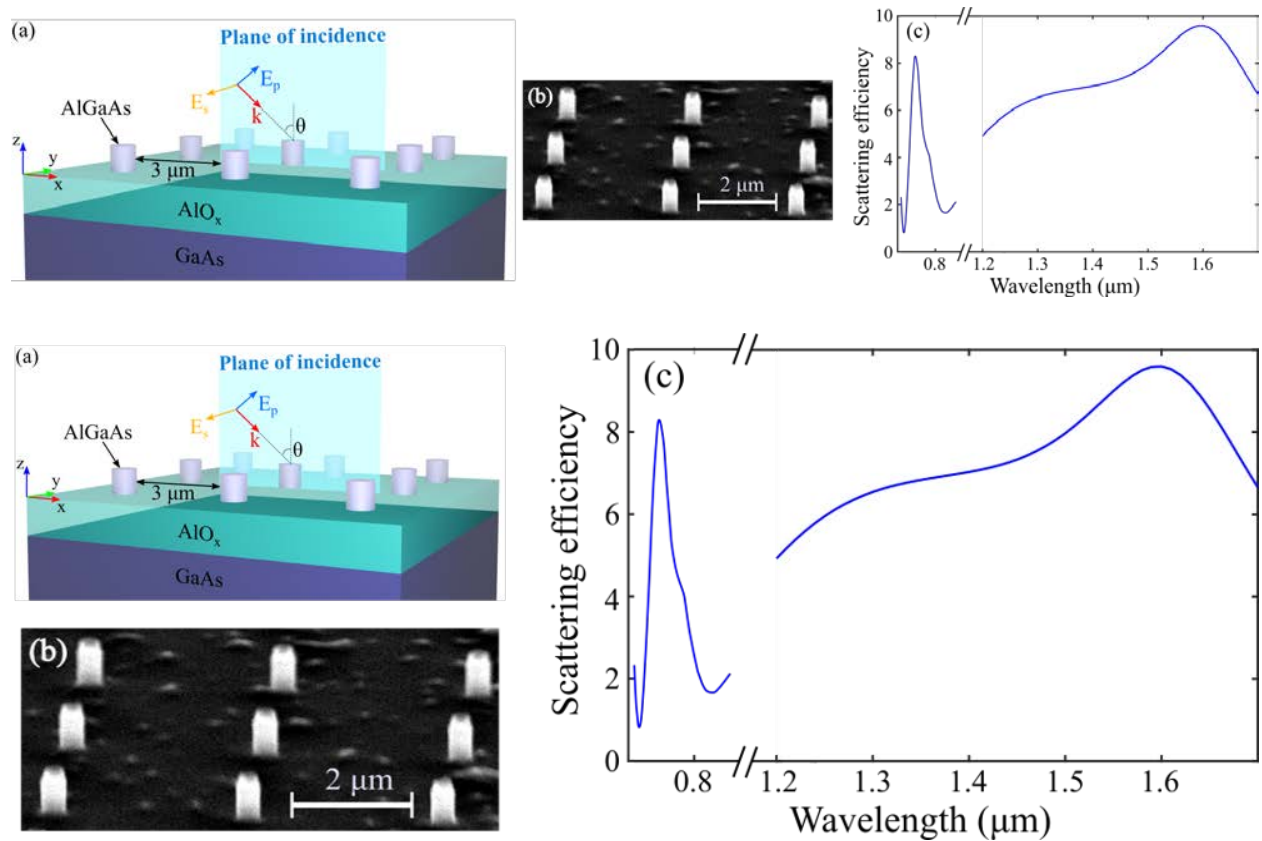 (a)
Plane of incidence
E_p
E_s
k
θ
AlGaAs
z
y
x
3 μm
AlO_x
GaAs
(b)
2 μm
(c)
Scattering efficiency
10
8
6
4
2
0
0.8
1.2
1.3
1.4
1.5
1.6
Wavelength (μm)
(a)
Plane of incidence
E_p
E_s
k
θ
AlGaAs
z
y
x
3 μm
AlO_x
GaAs
(b)
2 μm
(c)
Scattering efficiency
10
8
6
4
2
0
0.8
1.2
1.3
1.4
1.5
1.6
Wavelength (μm)